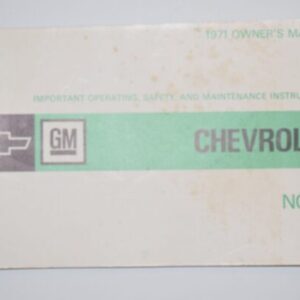 1971 OWNER'S MA
IMPORTANT OPERATING, SAFETY, AND MAINTENANCE INSTRU
GM
CHEVROL
NO